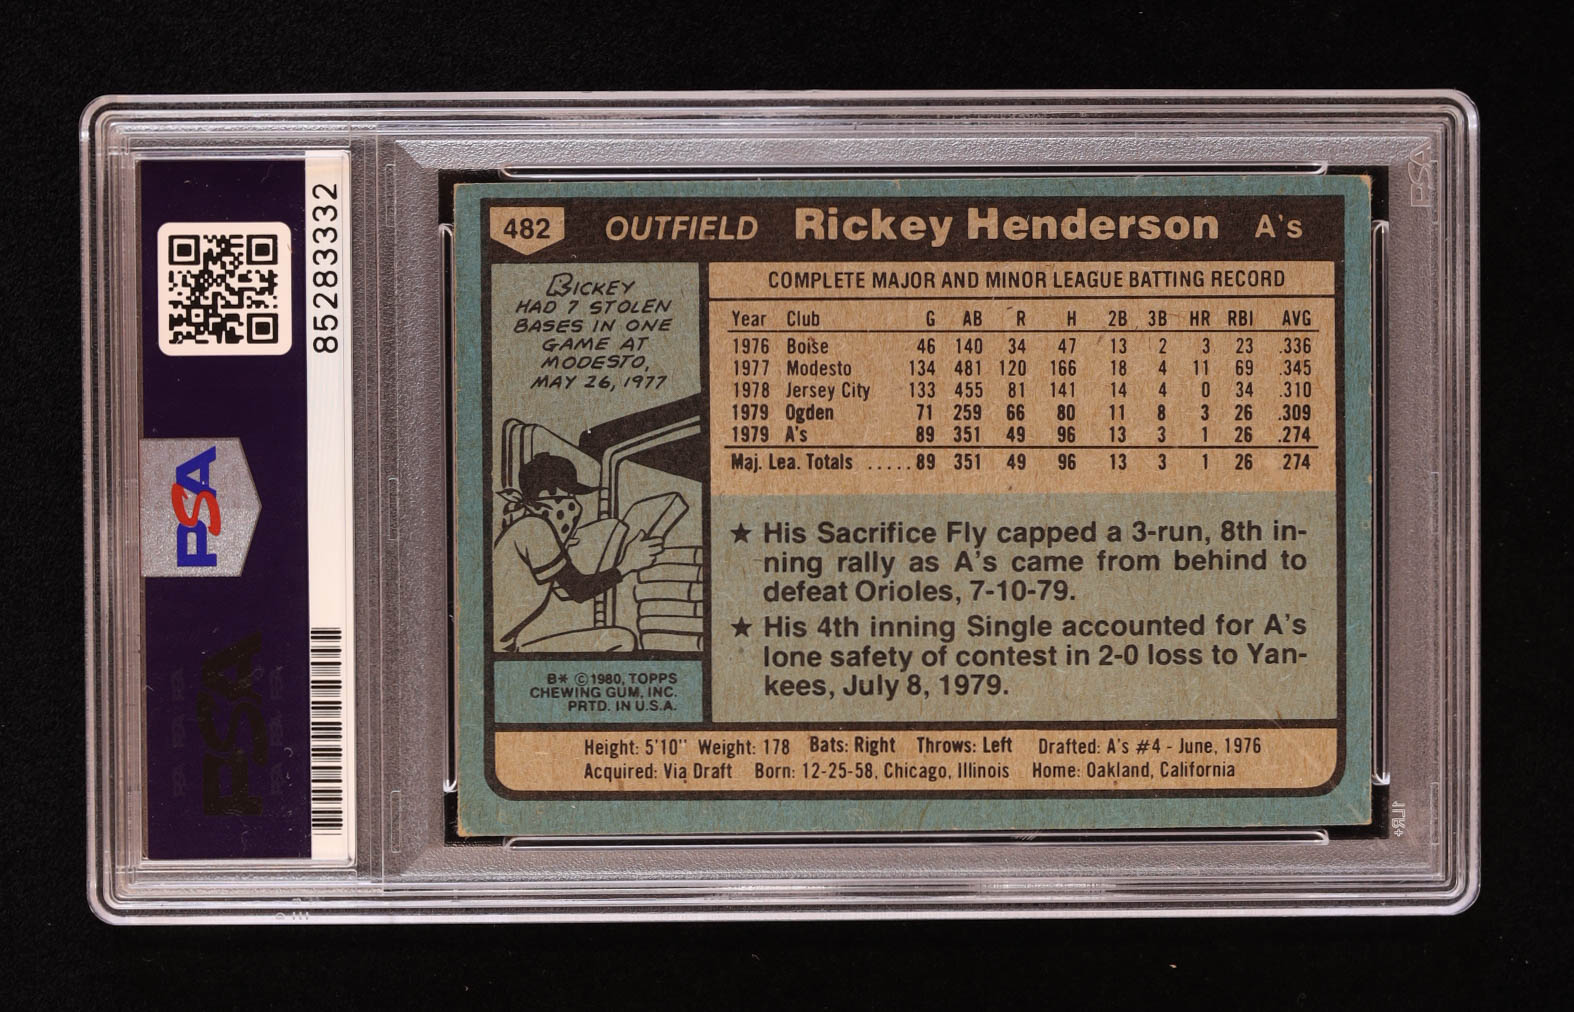 85283332
PSA
PSA
482 OUTFIELD Rickey Henderson A's
RICKEY
HAD 7 STOLEN
BASES IN ONE
GAME AT
MODESTO,
MAY 26, 1977
B* ©1980, TOPPS
CHEWING GUM, INC.
PRTD. IN U.S.A.
COMPLETE MAJOR AND MINOR LEAGUE BATTING RECORD
Year Club G AB R H 2B 3B HR RBI AVG
1976 Boise 46 140 34 47 13 2 3 23 .336
1977 Modesto 134 481 120 166 18 4 11 69 .345
1978 Jersey City 133 455 81 141 14 4 0 34 .310
1979 Ogden 71 259 66 80 11 8 3 26 .309
1979 A's 89 351 49 96 13 3 1 26 .274
Maj. Lea. Totals ..... 89 351 49 96 13 3 1 26 .274
★ His Sacrifice Fly capped a 3-run, 8th in-
ning rally as A's came from behind to
defeat Orioles, 7-10-79.
★ His 4th inning Single accounted for A's
lone safety of contest in 2-0 loss to Yan-
kees, July 8, 1979.
Height: 5'10" Weight: 178 Bats: Right Throws: Left Drafted: A's #4 - June, 1976
Acquired: Via Draft Born: 12-25-58, Chicago, Illinois Home: Oakland, California
PSA
1LR+